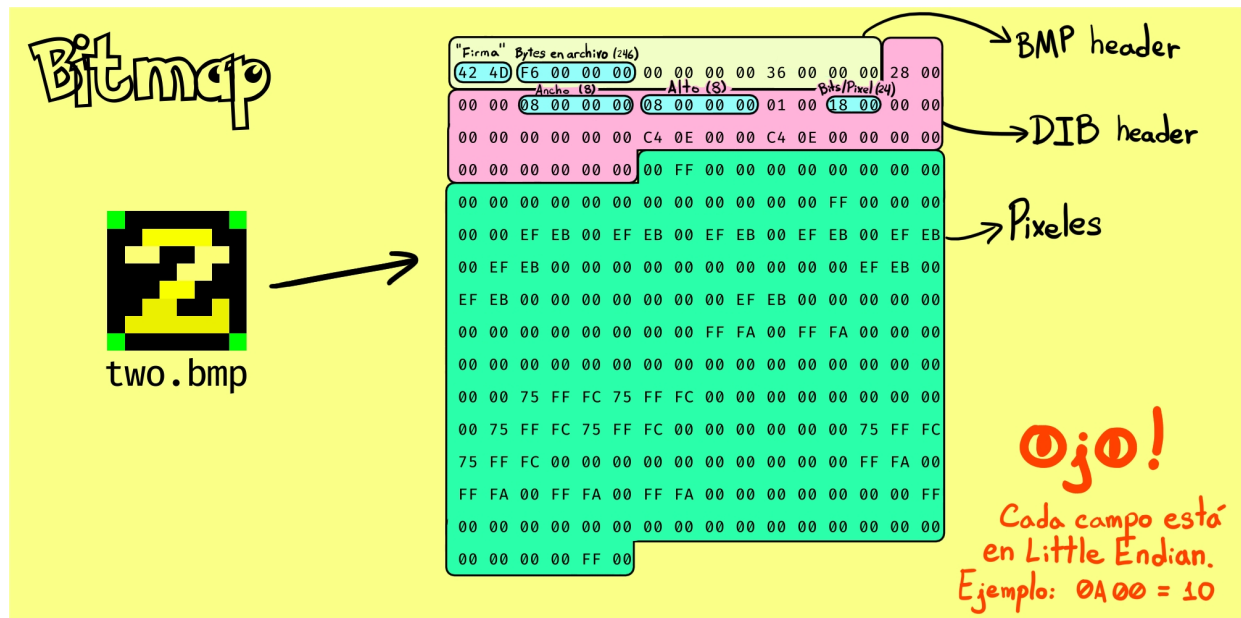 Bitmap
"Firma" Bytes en archivo (246)
42 4D F6 00 00 00 00 00 00 00 36 00 00 00 28 00
Ancho (8) Alto (8) Bits/Pixel (24)
00 00 08 00 00 00 08 00 00 00 01 00 18 00 00 00
00 00 00 00 00 00 C4 0E 00 00 C4 0E 00 00 00 00
00 00 00 00 00 00 00 FF 00 00 00 00 00 00 00 00
00 00 00 00 00 00 00 00 00 00 00 00 FF 00 00 00
00 00 EF EB 00 EF EB 00 EF EB 00 EF EB 00 EF EB
00 EF EB 00 00 00 00 00 00 00 00 00 00 EF EB 00
EF EB 00 00 00 00 00 00 00 EF EB 00 00 00 00 00
00 00 00 00 00 00 00 00 FF FA 00 FF FA 00 00 00
00 00 00 00 00 00 00 00 00 00 00 00 00 00 00 00
00 00 75 FF FC 75 FF FC 00 00 00 00 00 00 00 00
00 75 FF FC 75 FF FC 00 00 00 00 00 00 75 FF FC
75 FF FC 00 00 00 00 00 00 00 00 00 00 FF FA 00
FF FA 00 FF FA 00 FF FA 00 00 00 00 00 00 00 FF
00 00 00 00 00 00 00 00 00 00 00 00 00 00 00 00
00 00 00 00 FF 00
BMP header
DIB header
Pixeles
two.bmp
Ojo!
Cada campo está
en Little Endian.
Ejemplo: 0A 00 = 10